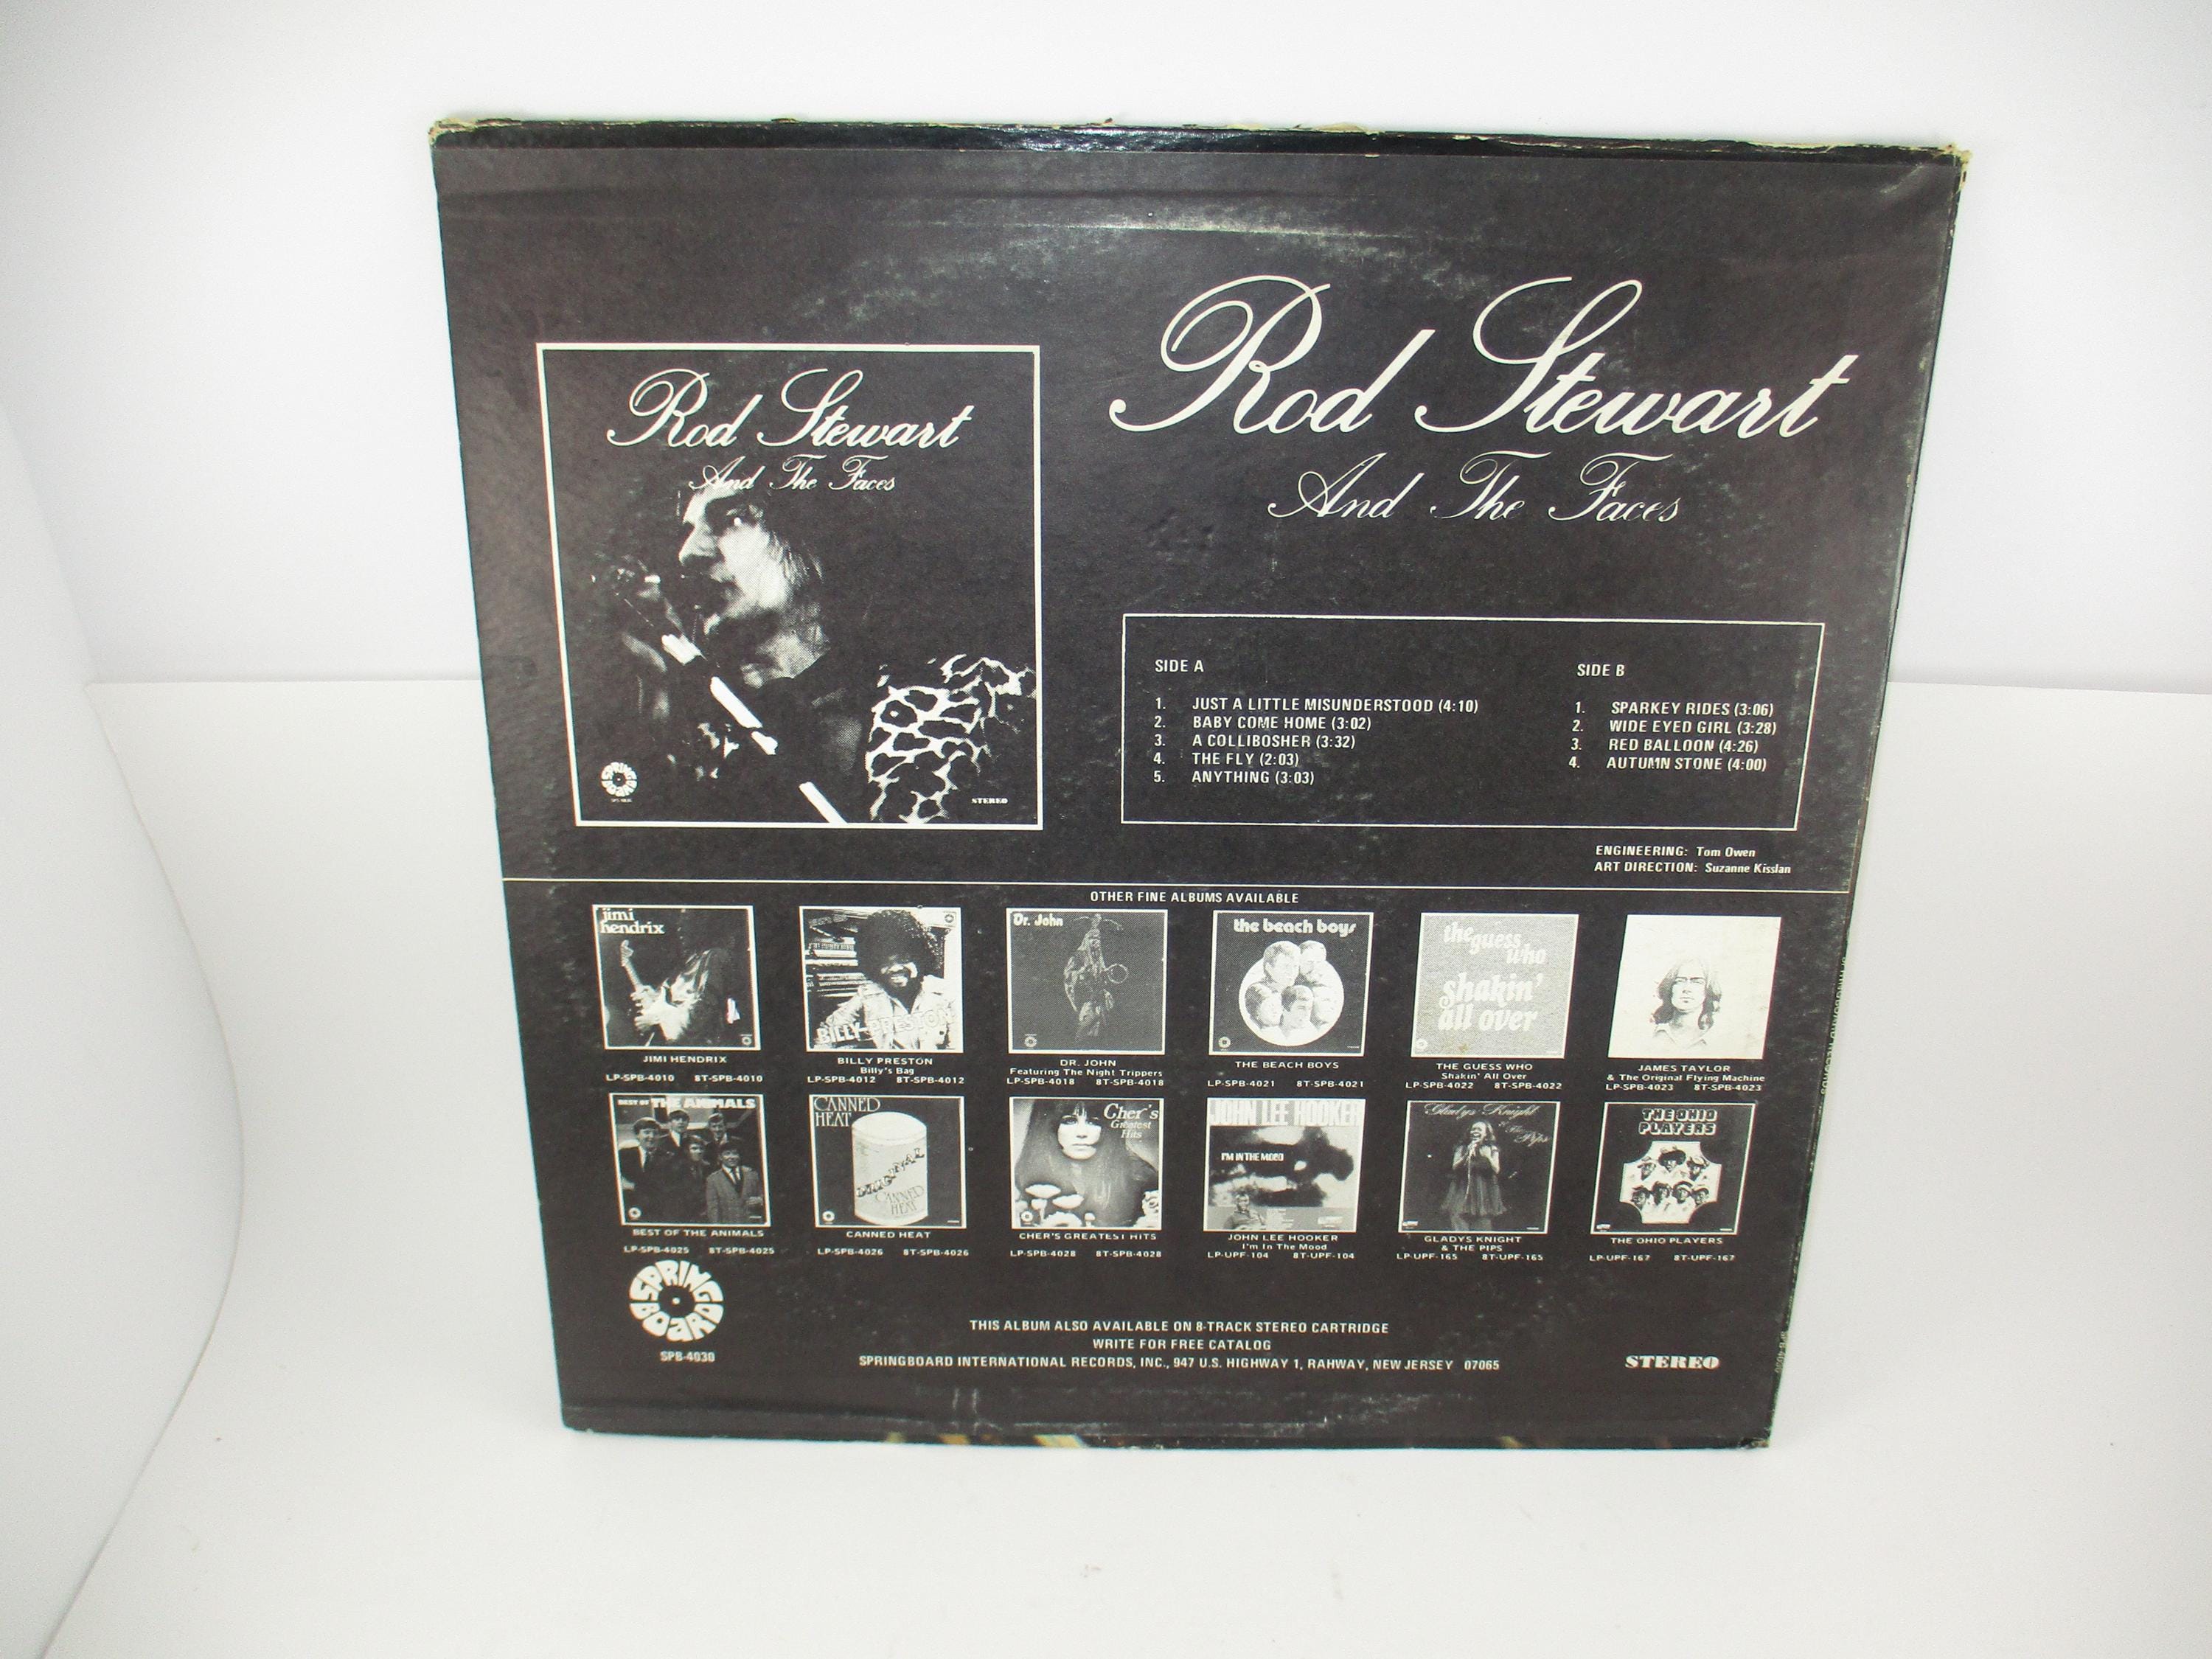 Rod Stewart
And The Faces
Rod Stewart
And The Faces
SPRING BOARD
STEREO
SIDE A
1. JUST A LITTLE MISUNDERSTOOD (4:10)
2. BABY COME HOME (3:02)
3. A COLLIBOSHER (3:32)
4. THE FLY (2:03)
5. ANYTHING (3:03)
SIDE B
1. SPARKEY RIDES (3:06)
2. WIDE EYED GIRL (3:28)
3. RED BALLOON (4:26)
4. AUTUMN STONE (4:00)
ENGINEERING: Tom Owen
ART DIRECTION: Suzanne Kisslan
OTHER FINE ALBUMS AVAILABLE
jimi
hendrix
JIMI HENDRIX
LP-SPB-4010 8T-SPB-4010
BILLY PRESTON
BILLY PRESTON
Billy's Bag
LP-SPB-4012 8T-SPB-4012
Dr. John
DR. JOHN
Featuring The Night Trippers
LP-SPB-4018 8T-SPB-4018
the beach boys
THE BEACH BOYS
LP-SPB-4021 8T-SPB-4021
the guess who
shakin'
all over
THE GUESS WHO
Shakin' All Over
LP-SPB-4022 8T-SPB-4022
JAMES TAYLOR
& The Original Flying Machine
LP-SPB-4023 8T-SPB-4023
BEST OF THE ANIMALS
BEST OF THE ANIMALS
LP-SPB-4025 8T-SPB-4025
CANNED
HEAT
CANNED
HEAT
CANNED HEAT
LP-SPB-4026 8T-SPB-4026
Cher's
Greatest
Hits
CHER'S GREATEST HITS
LP-SPB-4028 8T-SPB-4028
JOHN LEE HOOKER
I'M IN THE MOOD
JOHN LEE HOOKER
I'm In The Mood
LP-UPF-104 8T-UPF-104
Gladys Knight
& The Pips
GLADYS KNIGHT
& THE PIPS
LP-UPF-165 8T-UPF-165
THE OHIO
PLAYERS
THE OHIO PLAYERS
LP-UPF-167 8T-UPF-167
SPRING BOARD
SPB-4030
THIS ALBUM ALSO AVAILABLE ON 8-TRACK STEREO CARTRIDGE
WRITE FOR FREE CATALOG
SPRINGBOARD INTERNATIONAL RECORDS, INC., 947 U.S. HIGHWAY 1, RAHWAY, NEW JERSEY 07065
STEREO